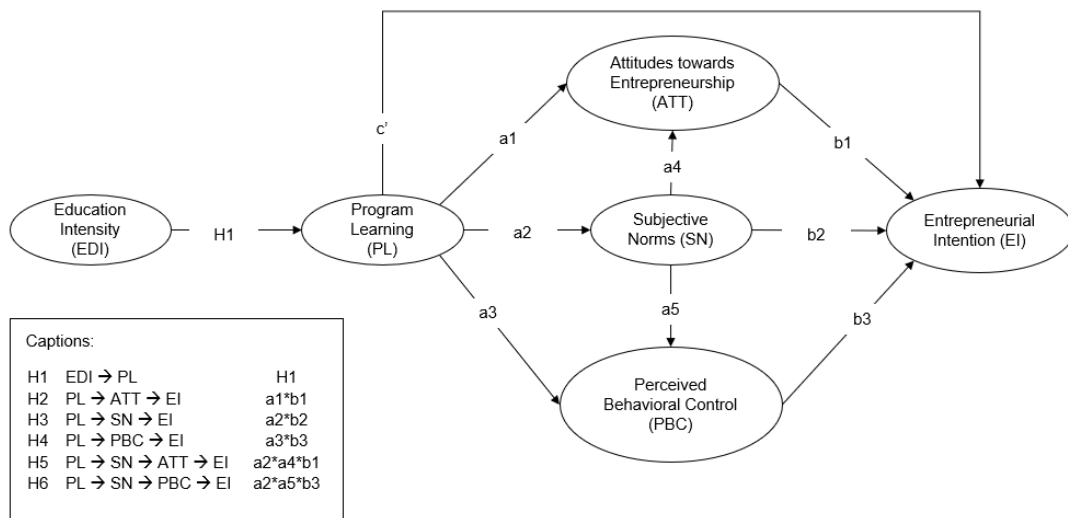 Attitudes towards
Entrepreneurship
(ATT)
c'
a1
b1
a4
Education
Intensity
(EDI)
H1
Program
Learning
(PL)
a2
Subjective
Norms (SN)
b2
Entrepreneurial
Intention (EI)
a3
a5
b3
Perceived
Behavioral Control
(PBC)
Captions:
H1 EDI → PL H1
H2 PL → ATT → EI a1*b1
H3 PL → SN → EI a2*b2
H4 PL → PBC → EI a3*b3
H5 PL → SN → ATT → EI a2*a4*b1
H6 PL → SN → PBC → EI a2*a5*b3